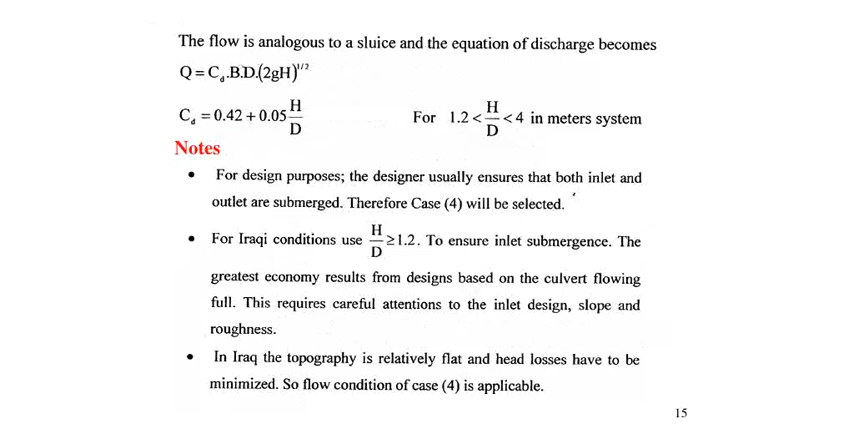 The flow is analogous to a sluice and the equation of discharge becomes
Q = C_d.B.D.(2gH)^1/2
C_d = 0.42 + 0.05 H/D For 1.2 < H/D < 4 in meters system
Notes
• For design purposes; the designer usually ensures that both inlet and
outlet are submerged. Therefore Case (4) will be selected.
• For Iraqi conditions use H/D ≥ 1.2. To ensure inlet submergence. The
greatest economy results from designs based on the culvert flowing
full. This requires careful attentions to the inlet design, slope and
roughness.
• In Iraq the topography is relatively flat and head losses have to be
minimized. So flow condition of case (4) is applicable.
15